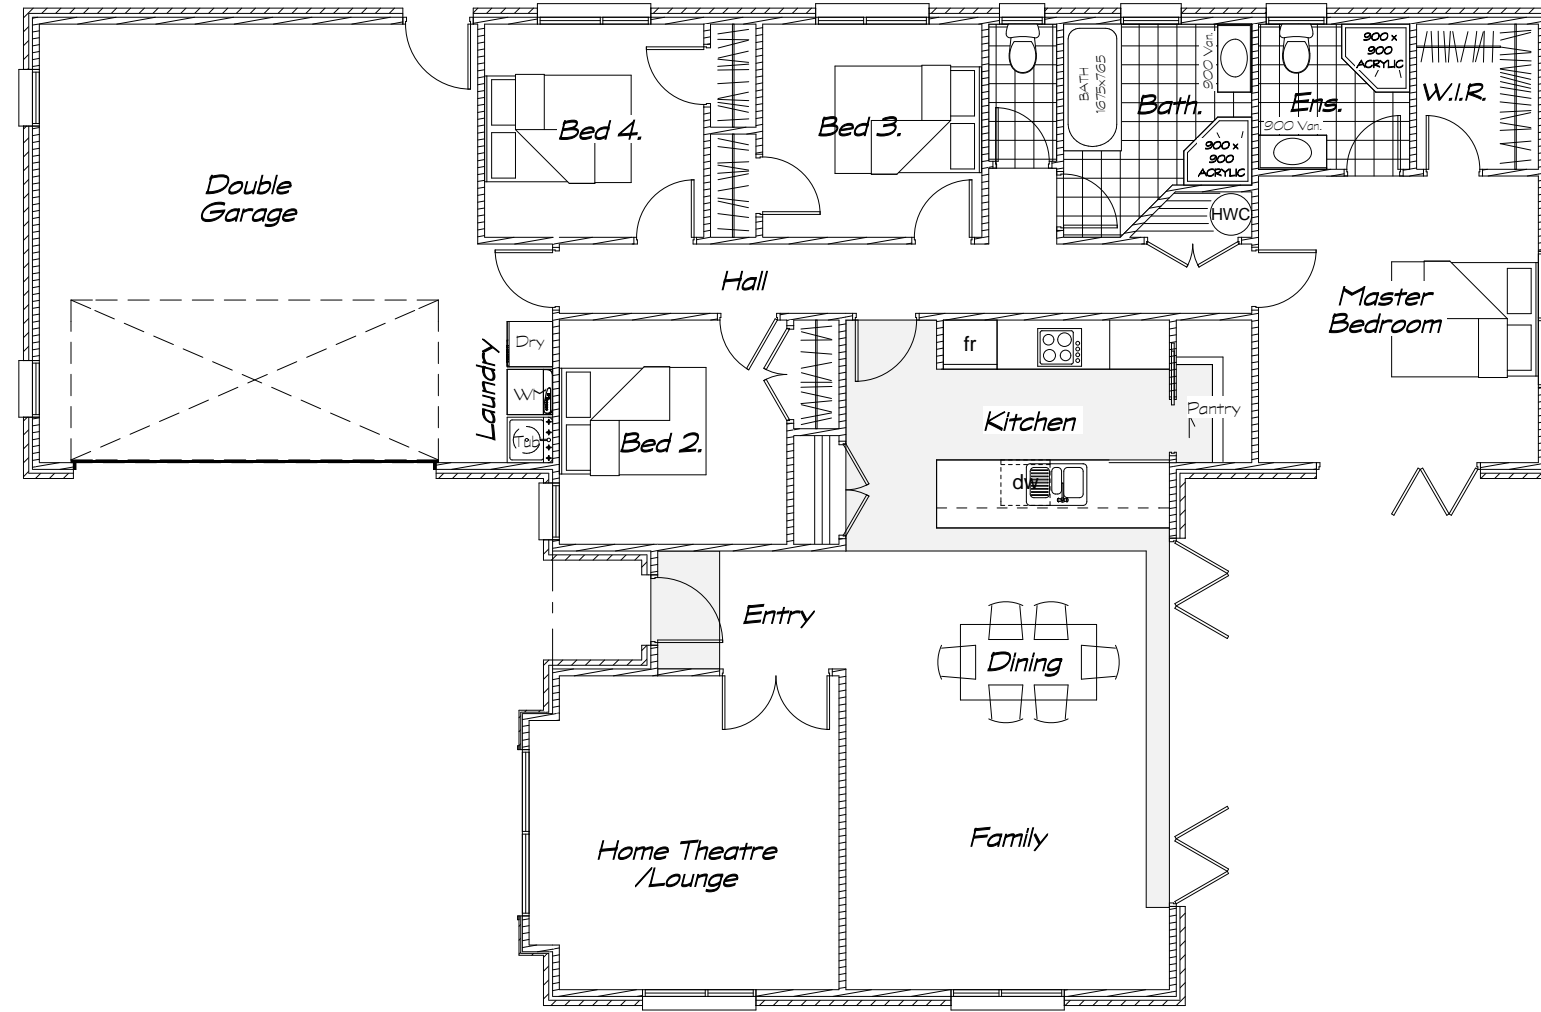 900 x
900
ACRYLIC
BATH
1675x765
900 Van.
Bath.
Ens.
W.I.R.
Bed 4.
Bed 3.
900 Van.
900 x
900
ACRYLIC
Double
Garage
HWC
Hall
Master
Bedroom
Laundry
Dry
WM
Tub
fr
Kitchen
Pantry
Bed 2.
dw
Entry
Dining
Home Theatre
/Lounge
Family